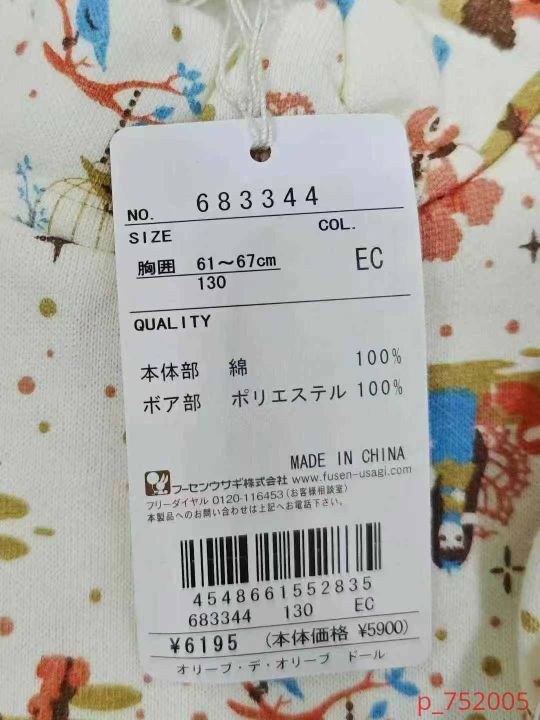 NO. 683344
SIZE COL.
胸囲 61～67cm EC
130
QUALITY
本体部 綿 100%
ボア部 ポリエステル 100%
MADE IN CHINA
フーセンウサギ株式会社 www.fusen-usagi.com
フリーダイヤル 0120-116453(お客様相談室)
本製品へのお問い合わせは上記へお電話下さい。
4548661552835
683344 130 EC
¥6195 (本体価格 ¥5900)
オリーブ・デ・オリーブ ドール
p_752005